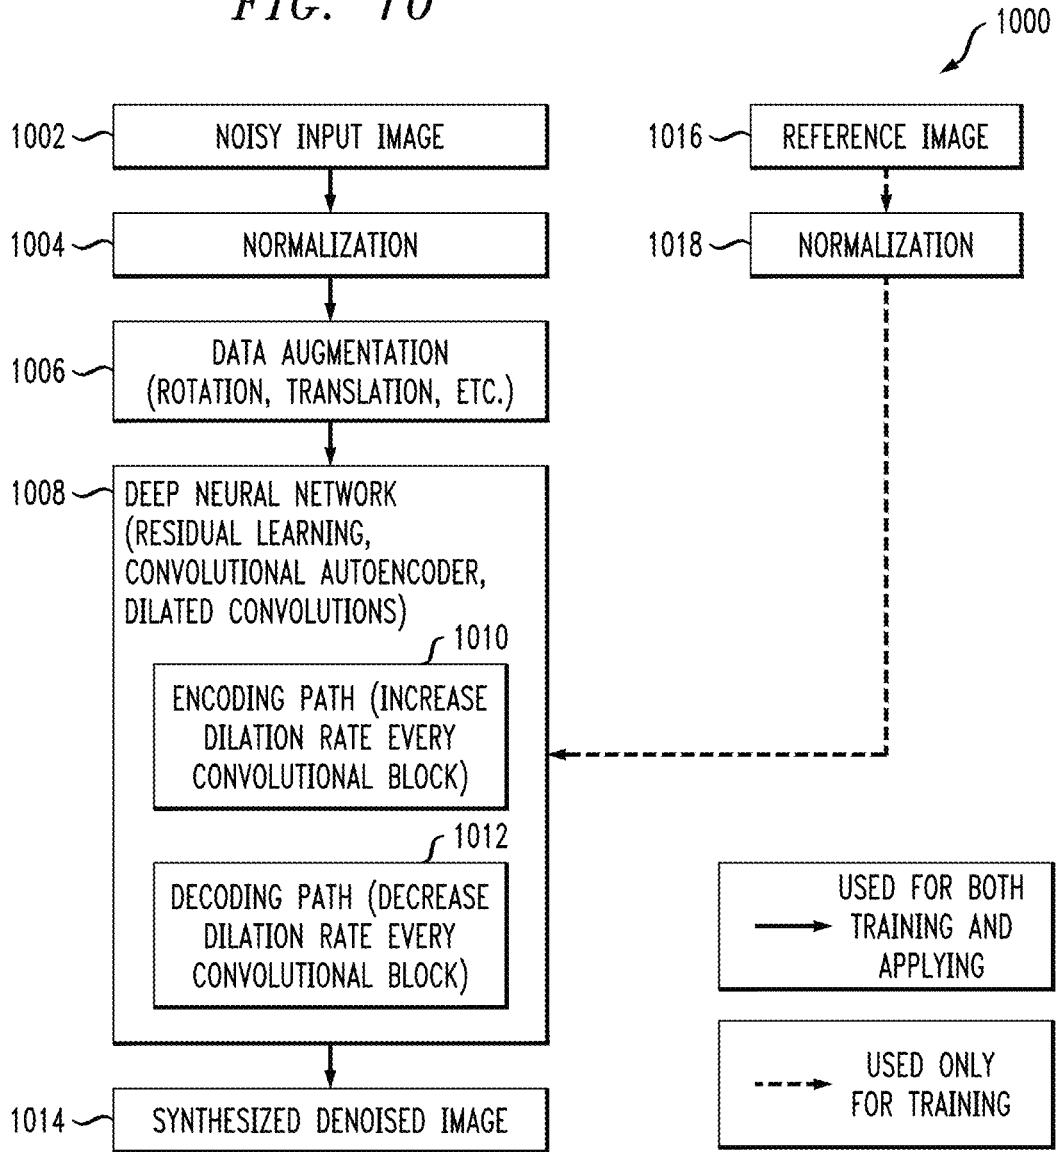 FIG. 10
1000
1002
NOISY INPUT IMAGE
1004
NORMALIZATION
1006
DATA AUGMENTATION
(ROTATION, TRANSLATION, ETC.)
1008
DEEP NEURAL NETWORK
(RESIDUAL LEARNING,
CONVOLUTIONAL AUTOENCODER,
DILATED CONVOLUTIONS)
1010
ENCODING PATH (INCREASE
DILATION RATE EVERY
CONVOLUTIONAL BLOCK)
1012
DECODING PATH (DECREASE
DILATION RATE EVERY
CONVOLUTIONAL BLOCK)
1014
SYNTHESIZED DENOISED IMAGE
1016
REFERENCE IMAGE
1018
NORMALIZATION
USED FOR BOTH
TRAINING AND
APPLYING
USED ONLY
FOR TRAINING